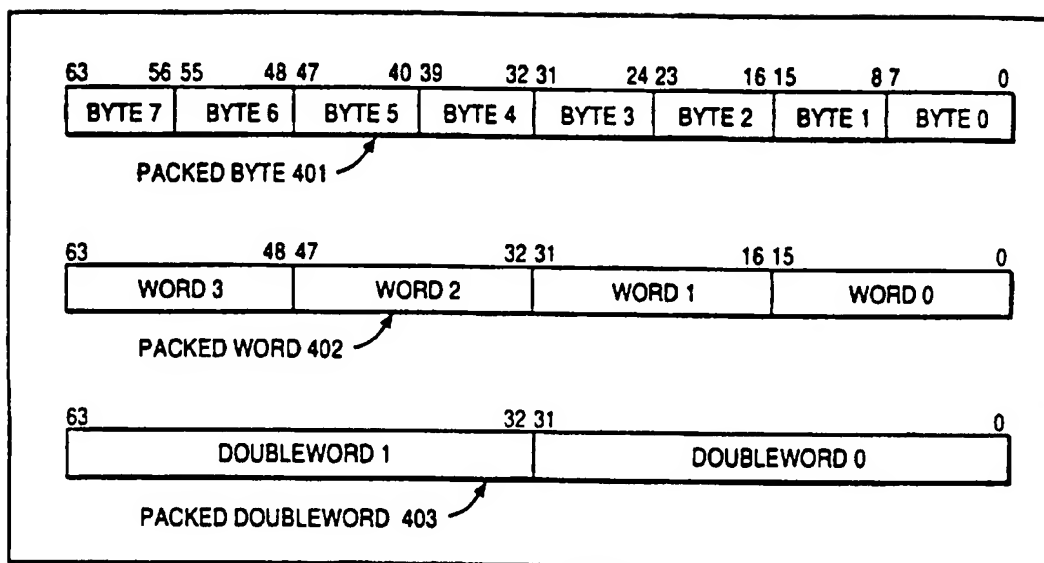 63 56 55 48 47 40 39 32 31 24 23 16 15 8 7 0
BYTE 7 BYTE 6 BYTE 5 BYTE 4 BYTE 3 BYTE 2 BYTE 1 BYTE 0
PACKED BYTE 401
63 48 47 32 31 16 15 0
WORD 3 WORD 2 WORD 1 WORD 0
PACKED WORD 402
63 32 31 0
DOUBLEWORD 1 DOUBLEWORD 0
PACKED DOUBLEWORD 403